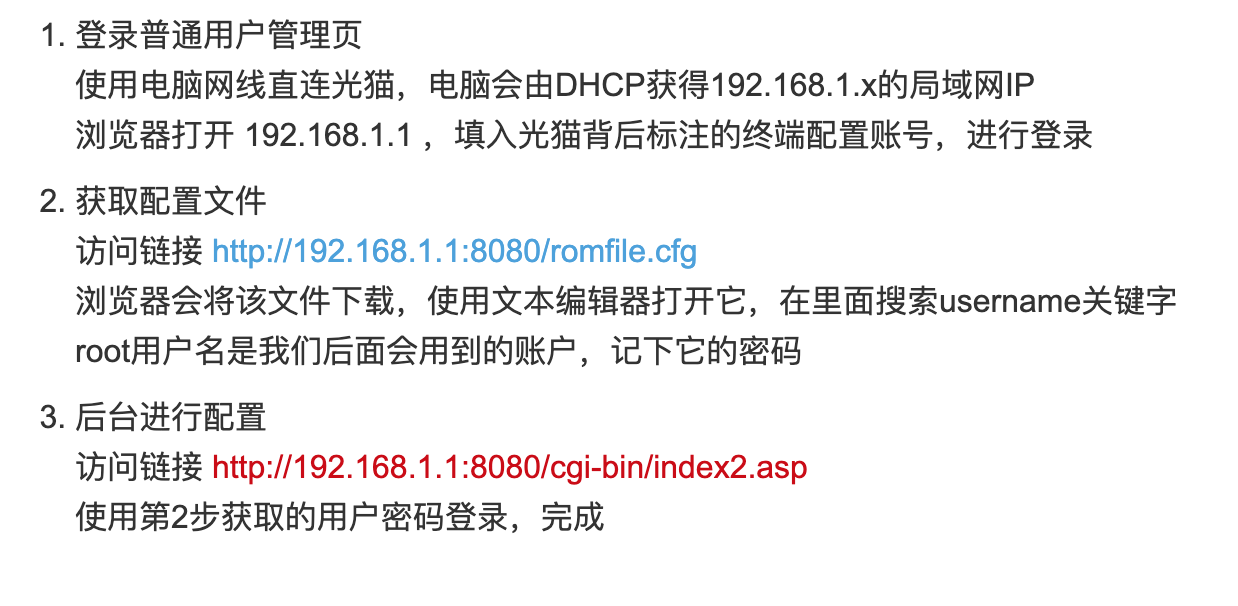 1. 登录普通用户管理页
使用电脑网线直连光猫，电脑会由DHCP获得192.168.1.x的局域网IP
浏览器打开 192.168.1.1 ，填入光猫背后标注的终端配置账号，进行登录
2. 获取配置文件
访问链接 http://192.168.1.1:8080/romfile.cfg
浏览器会将该文件下载，使用文本编辑器打开它，在里面搜索username关键字
root用户名是我们后面会用到的账户，记下它的密码
3. 后台进行配置
访问链接 http://192.168.1.1:8080/cgi-bin/index2.asp
使用第2步获取的用户密码登录，完成